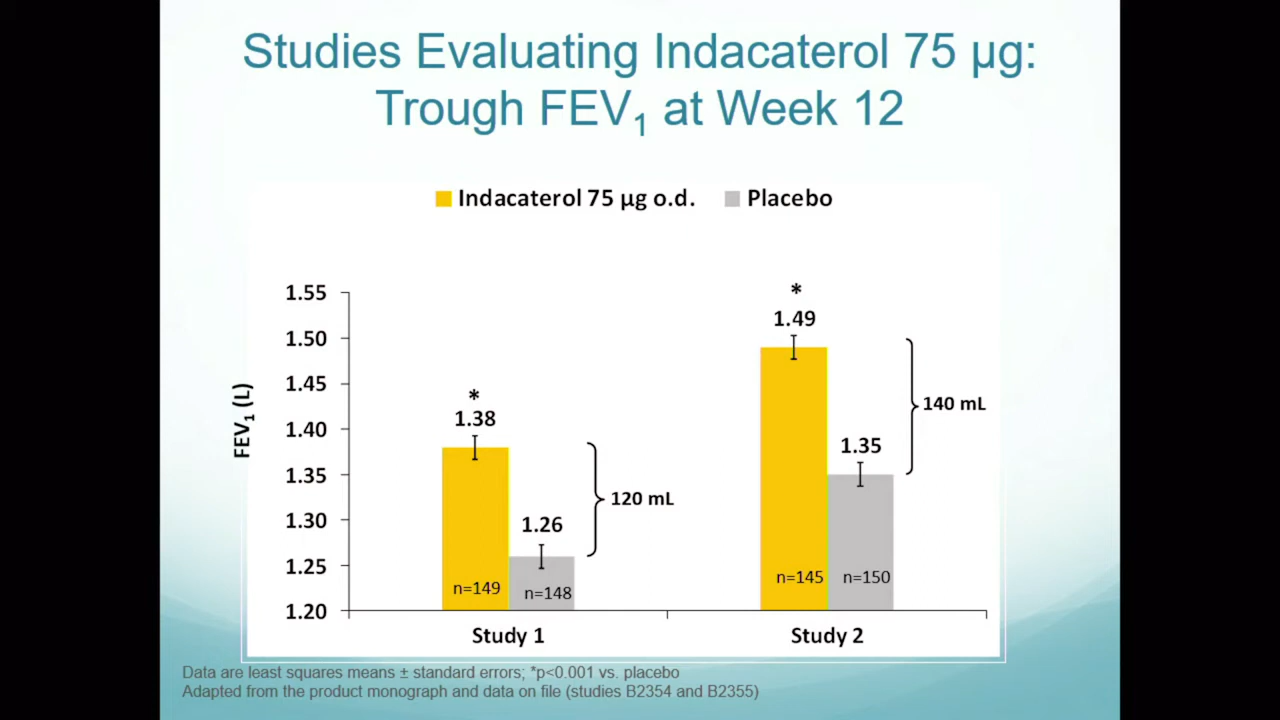 Studies Evaluating Indacaterol 75 µg:
Trough FEV1 at Week 12
Indacaterol 75 µg o.d. Placebo
FEV1 (L)
1.55
1.50
1.45
1.40
1.35
1.30
1.25
1.20
*
1.38
1.26
120 mL
n=149
n=148
*
1.49
1.35
140 mL
n=145
n=150
Study 1
Study 2
Data are least squares means ± standard errors; *p<0.001 vs. placebo
Adapted from the product monograph and data on file (studies B2354 and B2355)